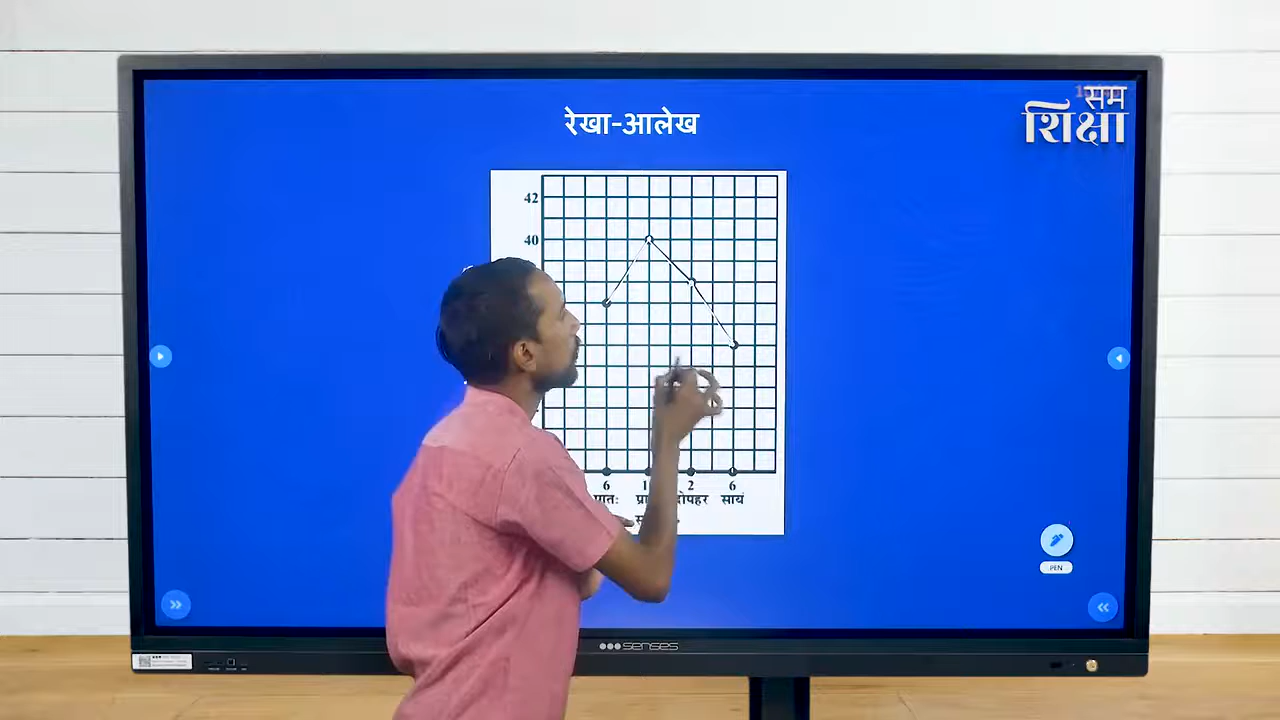 सम
शिक्षा
रेखा-आलेख
42
40
6 2 6
प्रातः दोपहर सायं
PEN
senses